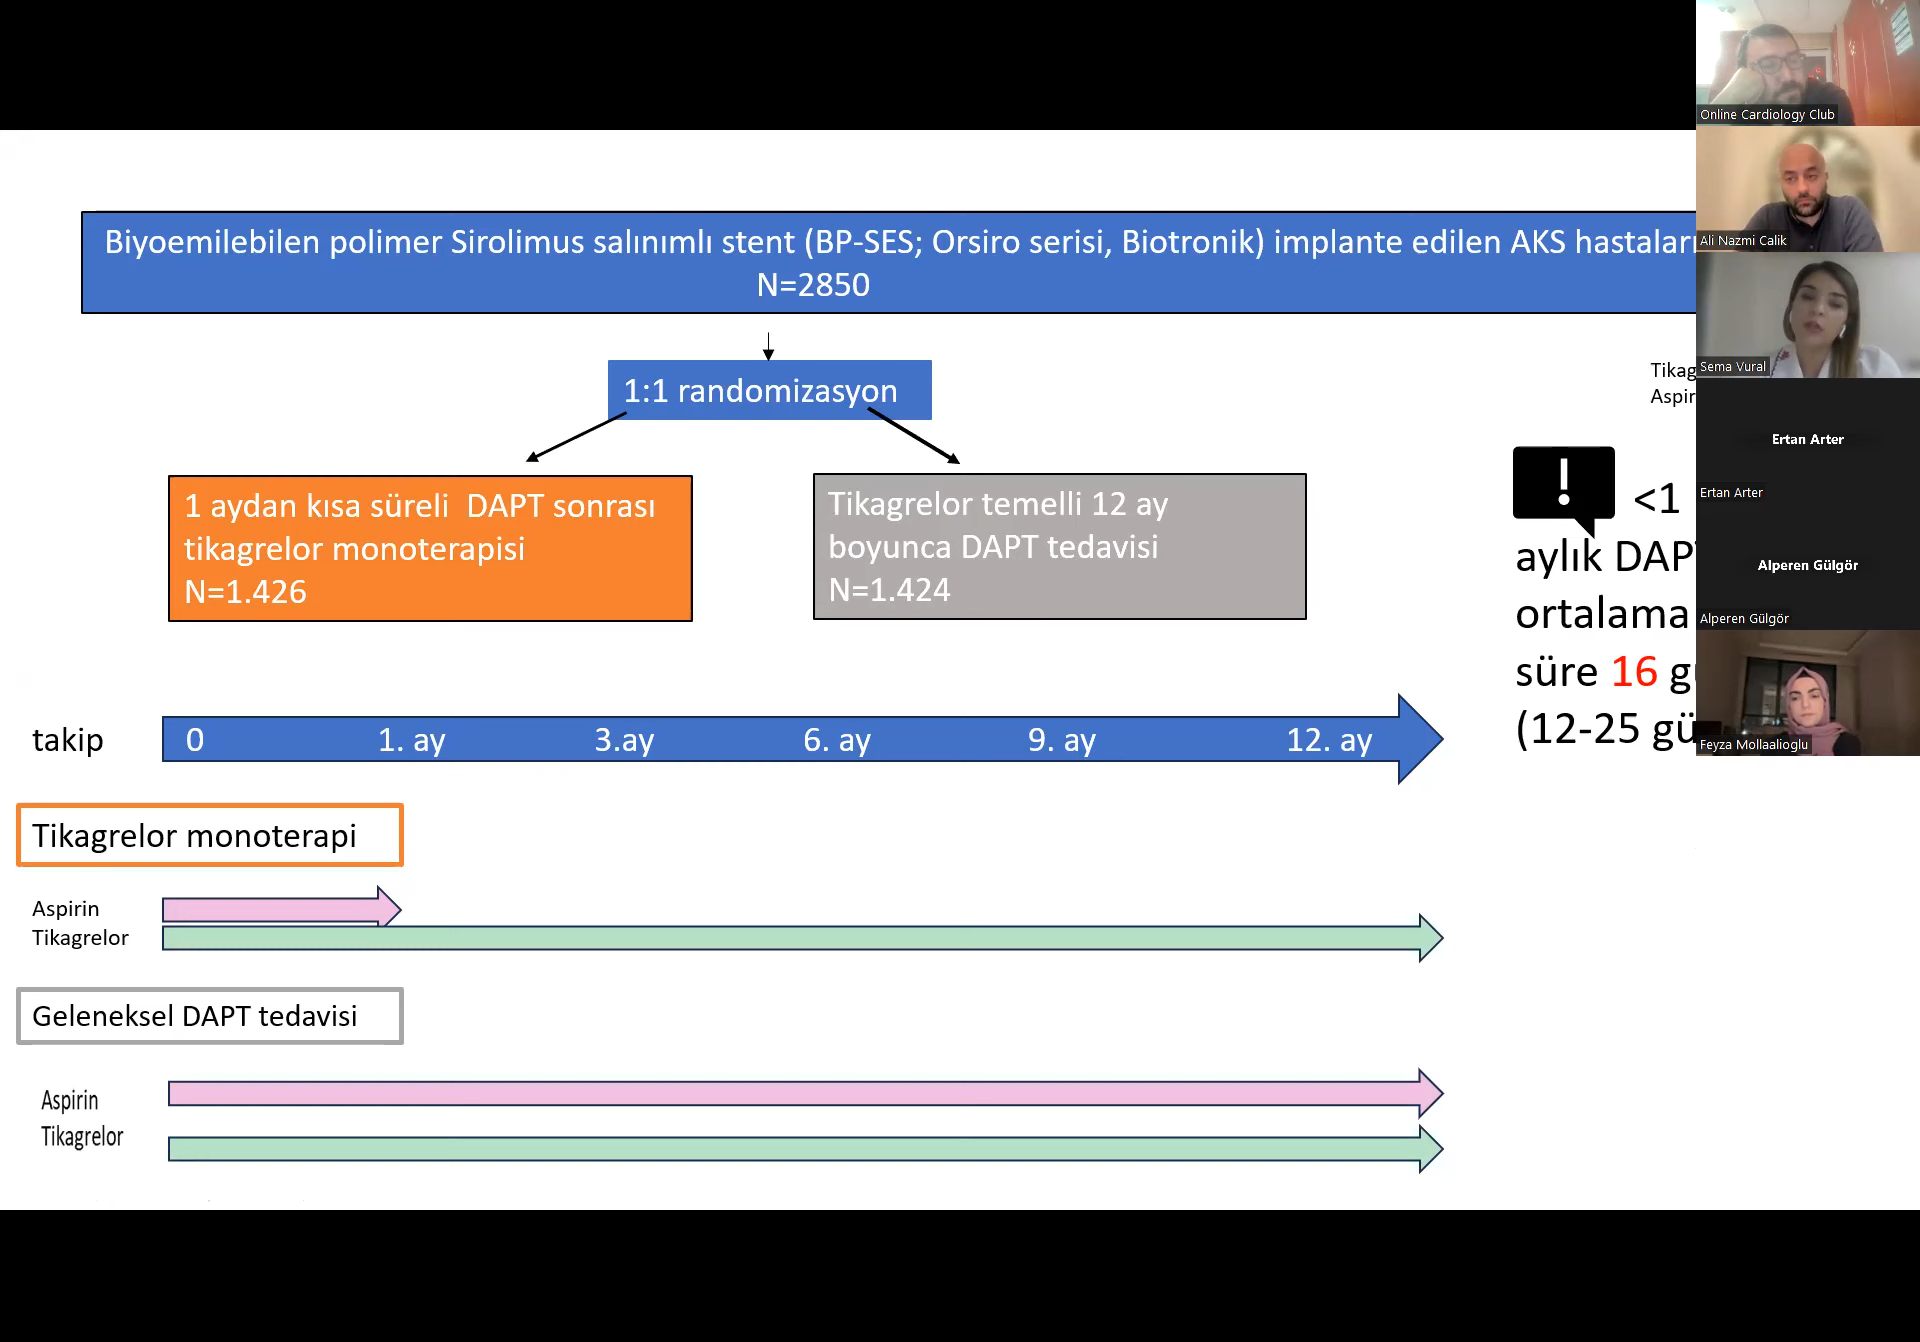 Biyoemilebilen polimer Sirolimus salınımlı stent (BP-SES; Orsiro serisi, Biotronik) implante edilen AKS hastaları
N=2850
1:1 randomizasyon
1 aydan kısa süreli DAPT sonrası
tikagrelor monoterapisi
N=1.426
Tikagrelor temelli 12 ay
boyunca DAPT tedavisi
N=1.424
Tikag
Aspir
! <1
aylık DAPT
ortalama
süre 16 gü
(12-25 gü
takip 0 1. ay 3.ay 6. ay 9. ay 12. ay
Tikagrelor monoterapi
Aspirin
Tikagrelor
Geleneksel DAPT tedavisi
Aspirin
Tikagrelor
Online Cardiology Club
Ali Nazmi Calik
Sema Vural
Ertan Arter
Ertan Arter
Alperen Gülgör
Alperen Gülgör
Feyza Mollaalioglu